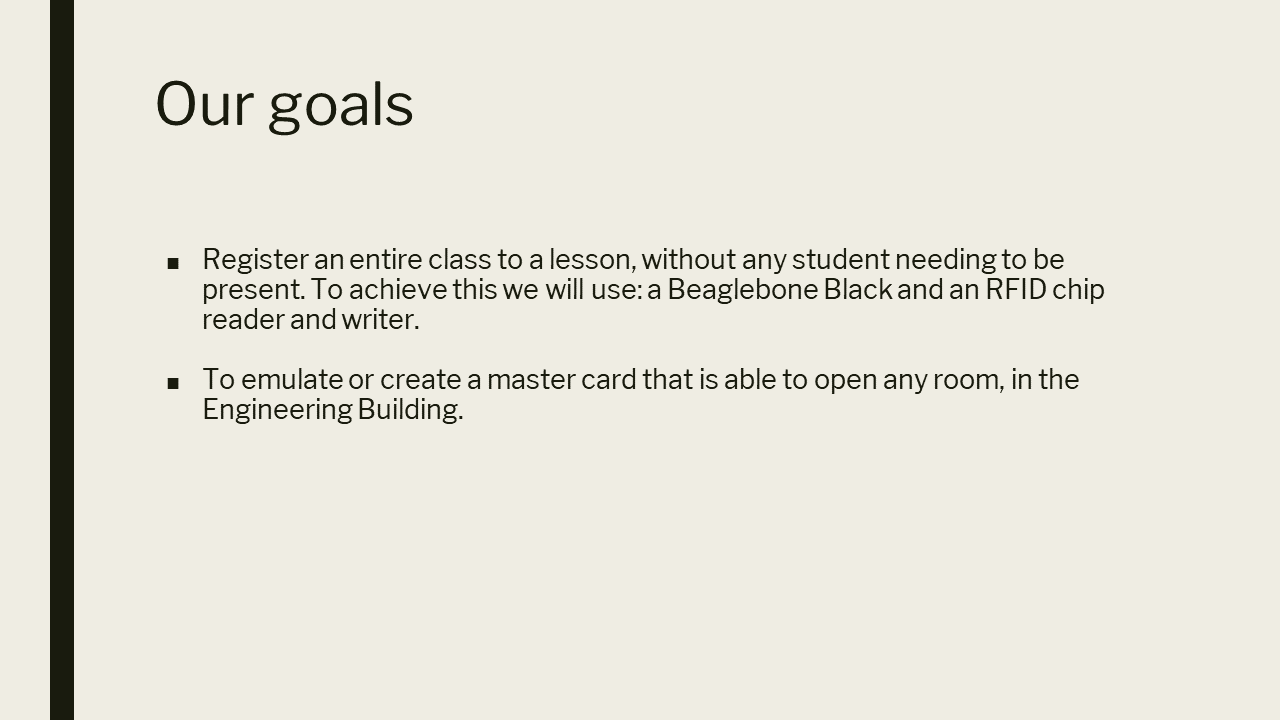 Our goals
■ Register an entire class to a lesson, without any student needing to be
present. To achieve this we will use: a Beaglebone Black and an RFID chip
reader and writer.
■ To emulate or create a master card that is able to open any room, in the
Engineering Building.